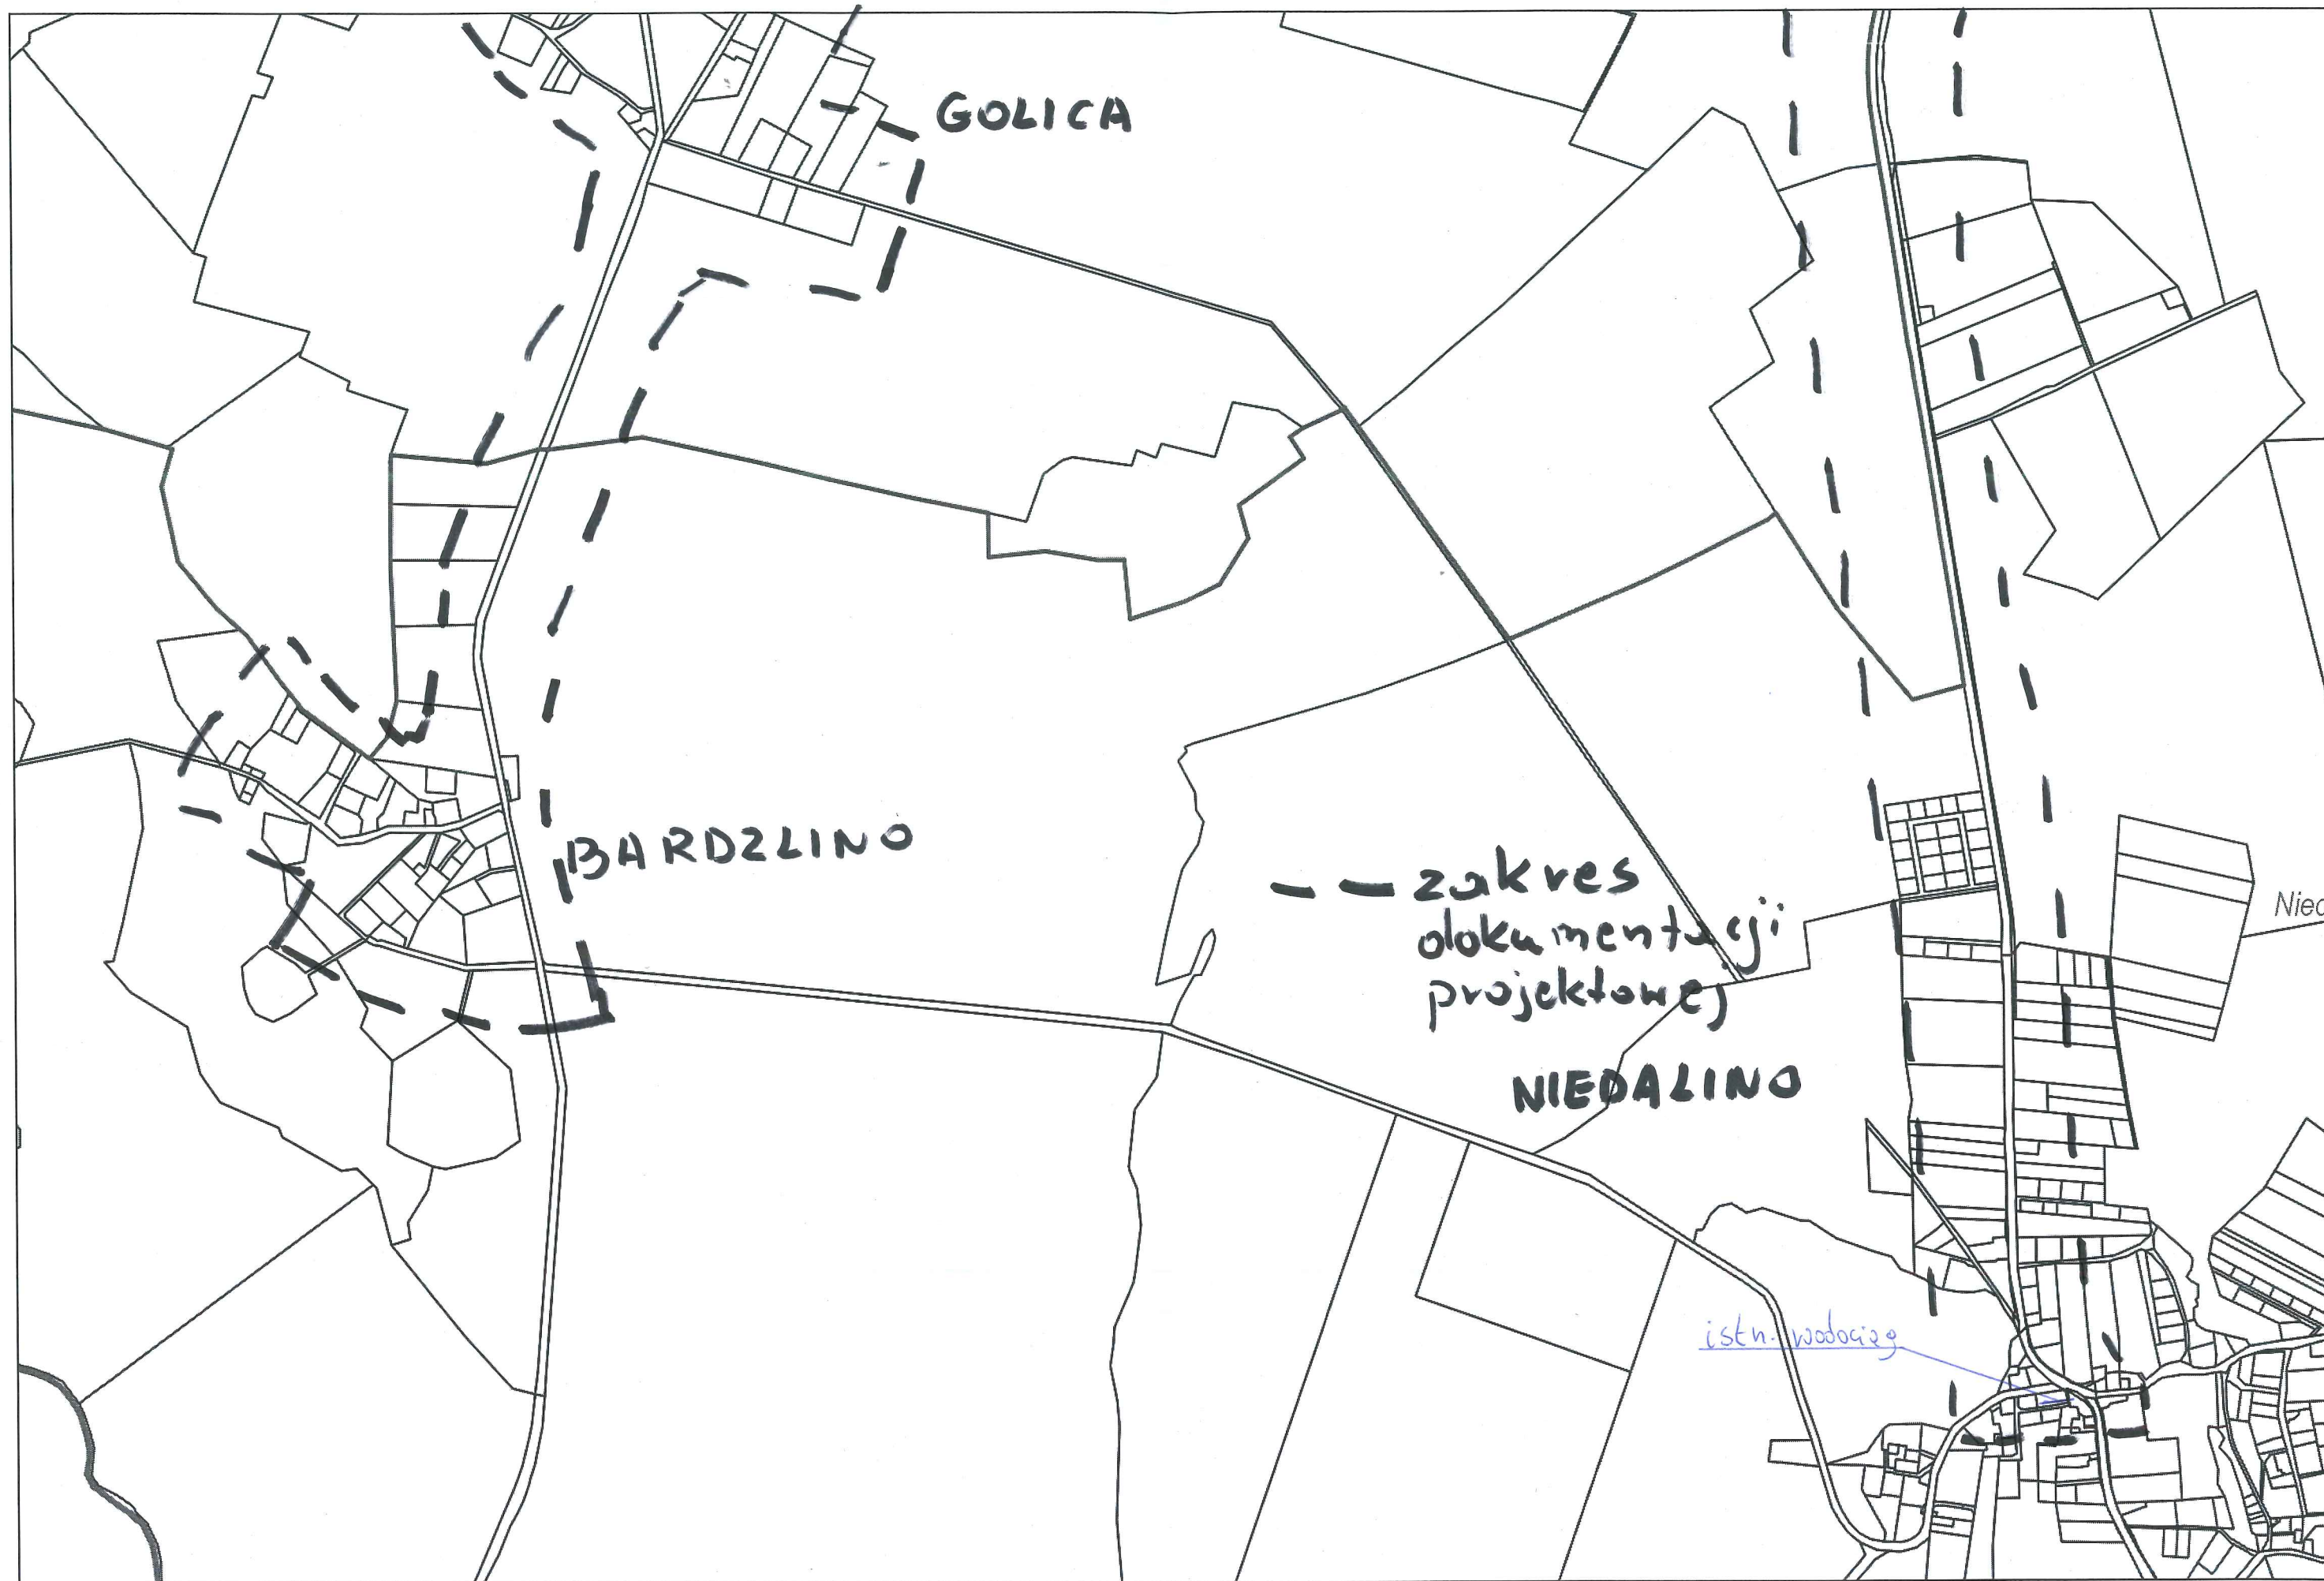 GOLICA
BARDZLINO
zakres
dokumentacji
projektowej
Nied
NIEDALINO
istn. wodociąg